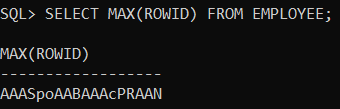 SQL> SELECT MAX(ROWID) FROM EMPLOYEE;
MAX(ROWID)
------------------
AAASpoAABAAAcPRAAN